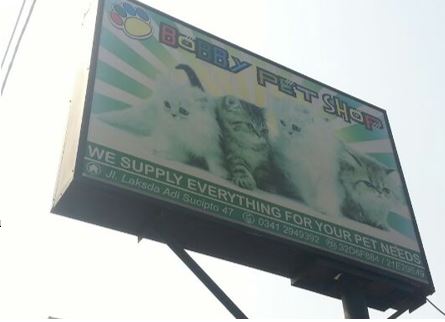 BOBBY PET SHOP
WE SUPPLY EVERYTHING FOR YOUR PET NEEDS
Jl. Laksda Adi Sucipto 47 0341 2949392